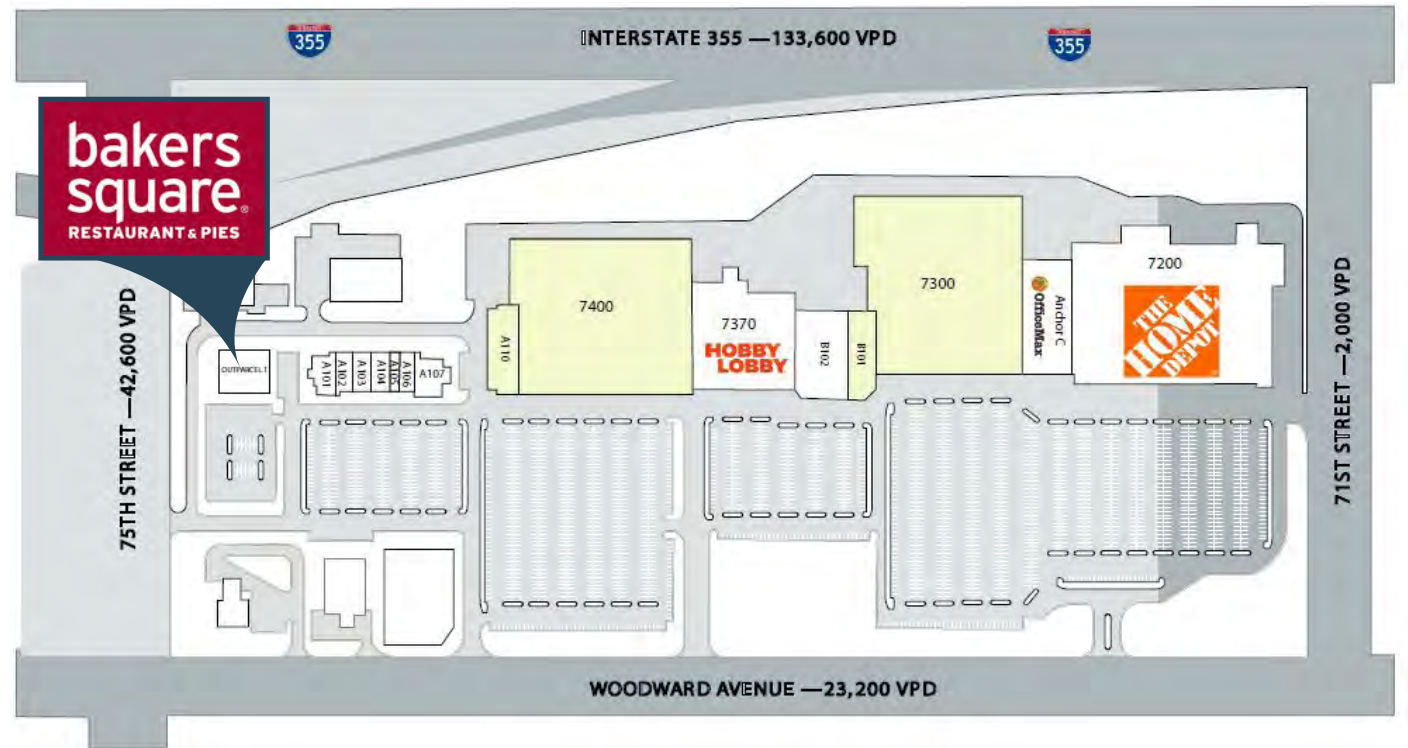 355
INTERSTATE 355 —133,600 VPD
355
bakers
square®
RESTAURANT & PIES
75TH STREET —42,600 VPD
OUTPARCEL 1
A101
A102
A103
A104
A105
A106
A107
A110
7400
7370
HOBBY
LOBBY
B102
B101
7300
Anchor C
OfficeMax
7200
THE
HOME
DEPOT
71ST STREET —2,000 VPD
WOODWARD AVENUE —23,200 VPD